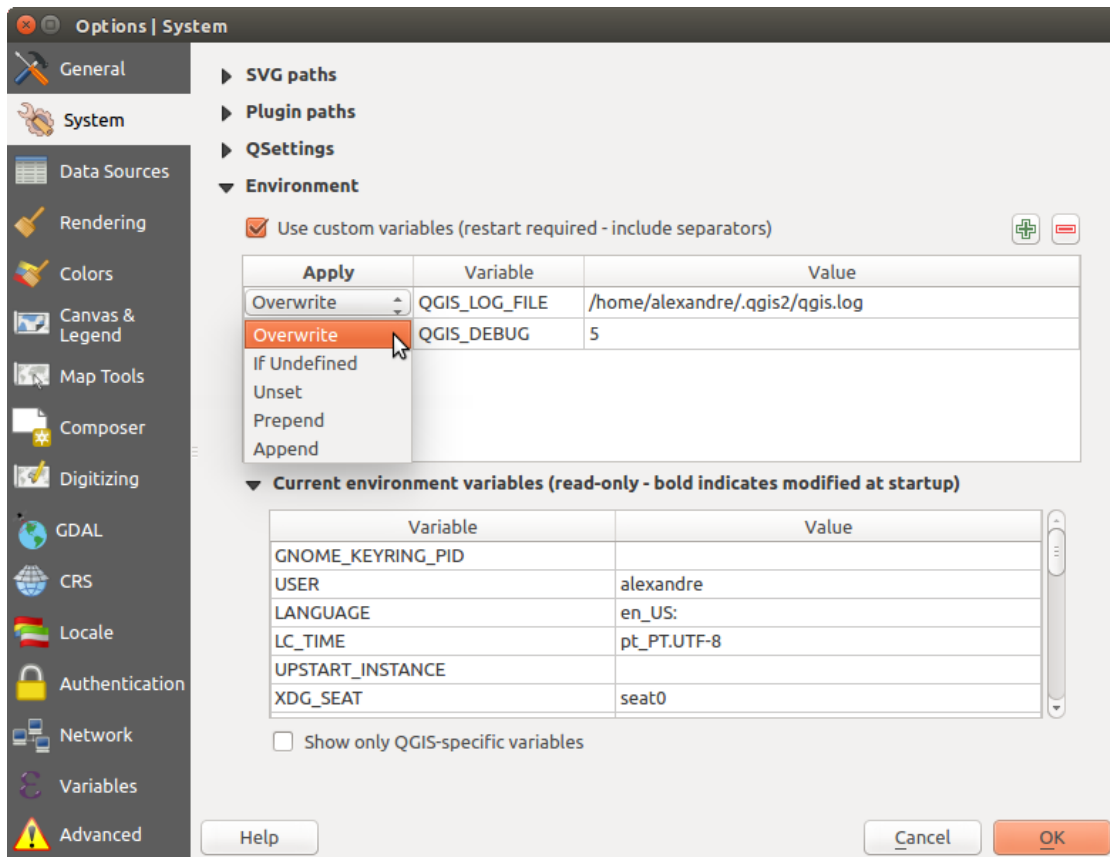 Options | System
General
System
Data Sources
Rendering
Colors
Canvas &
Legend
Map Tools
Composer
Digitizing
GDAL
CRS
Locale
Authentication
Network
Variables
Advanced
SVG paths
Plugin paths
QSettings
Environment
Use custom variables (restart required - include separators)
Apply Variable Value
Overwrite QGIS_LOG_FILE /home/alexandre/.qgis2/qgis.log
Overwrite QGIS_DEBUG 5
If Undefined
Unset
Prepend
Append
Current environment variables (read-only - bold indicates modified at startup)
Variable Value
GNOME_KEYRING_PID
USER alexandre
LANGUAGE en_US:
LC_TIME pt_PT.UTF-8
UPSTART_INSTANCE
XDG_SEAT seat0
Show only QGIS-specific variables
Help Cancel OK